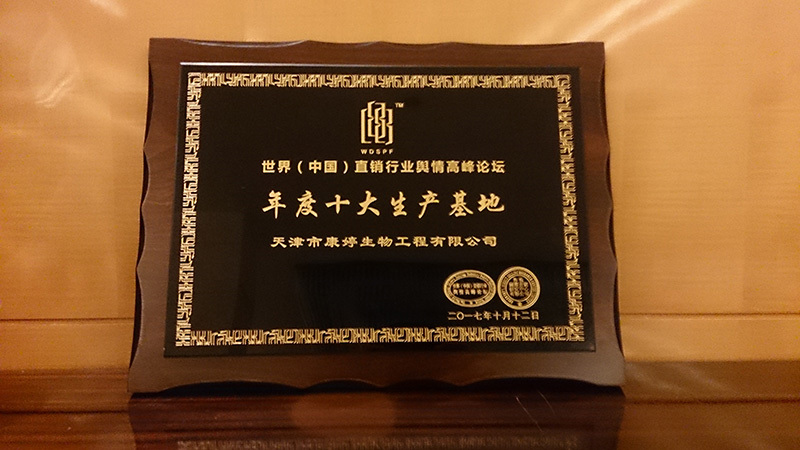 ™
WDSPF
世界（中国）直销行业舆情高峰论坛
年度十大生产基地
天津市康婷生物工程有限公司
二〇一七年十月十二日